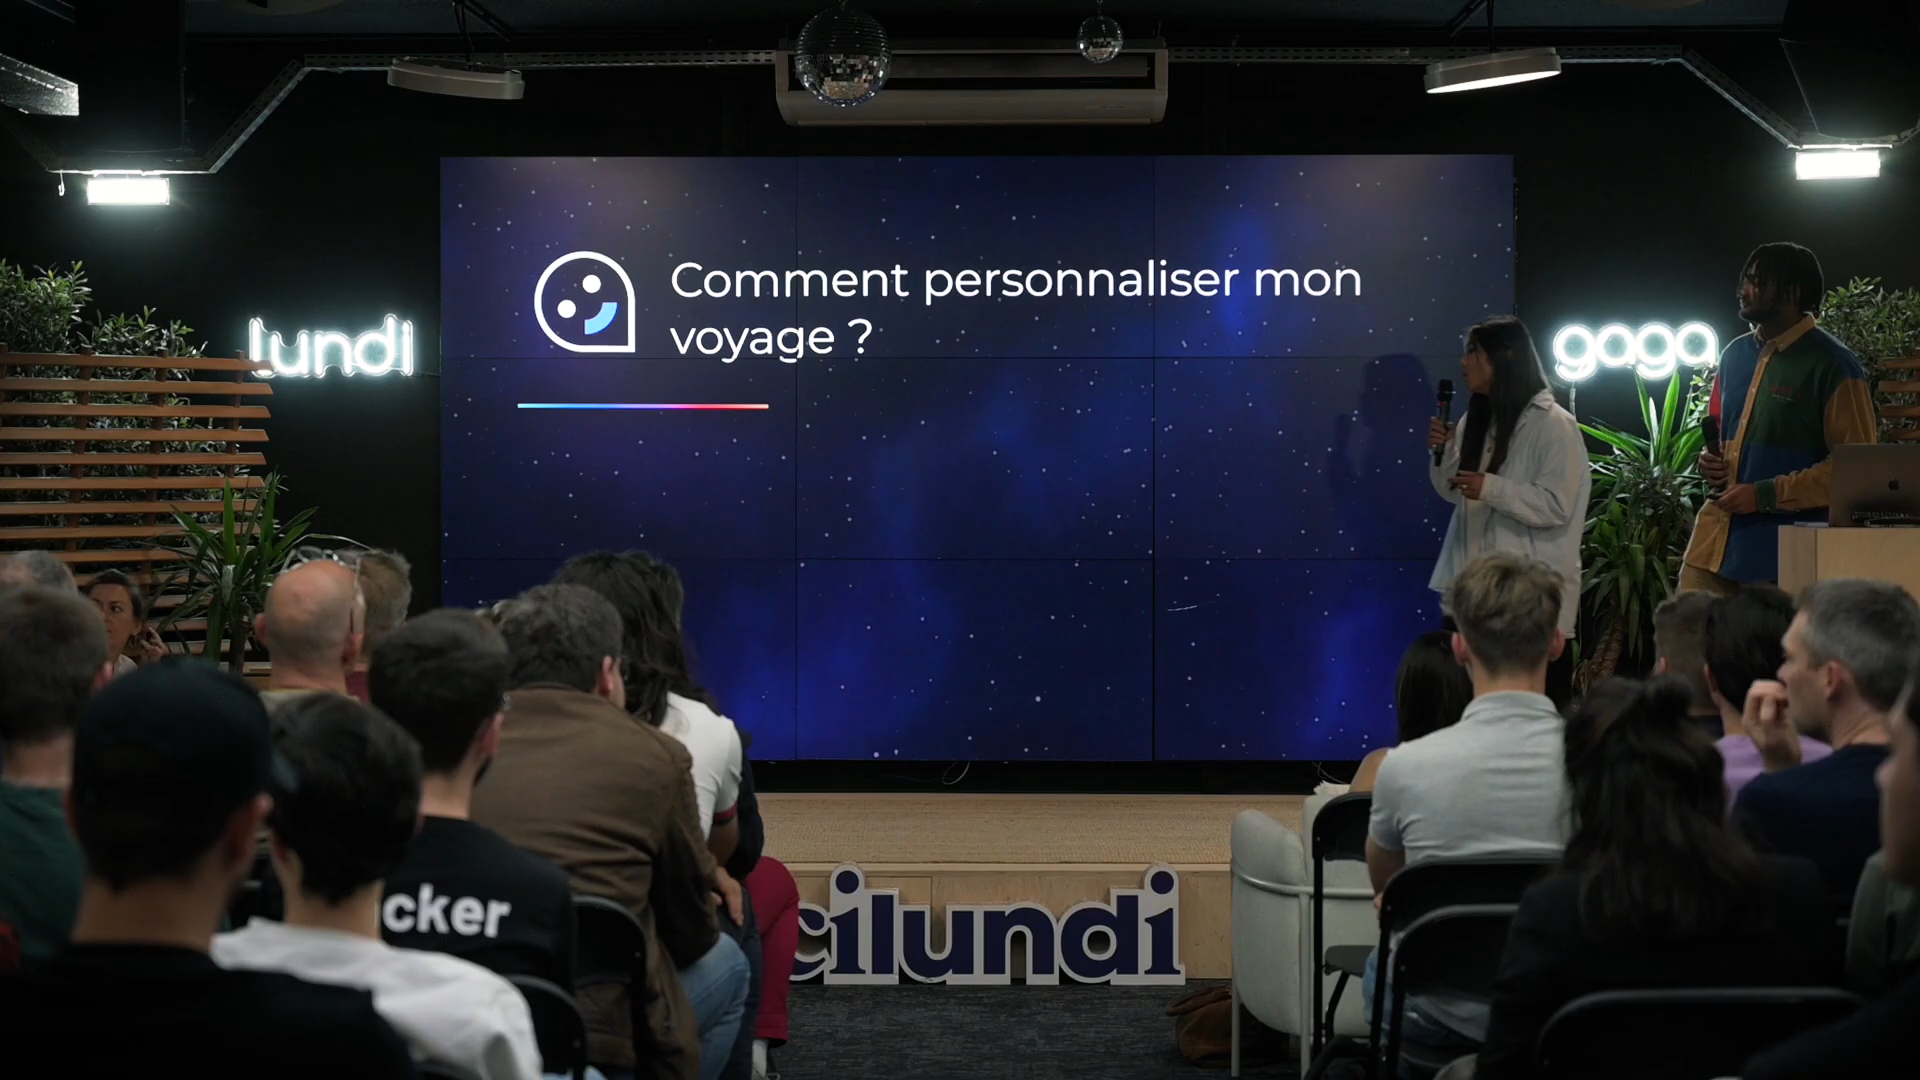 Comment personnaliser mon
voyage ?
lundi
gaga
cker
cilundi